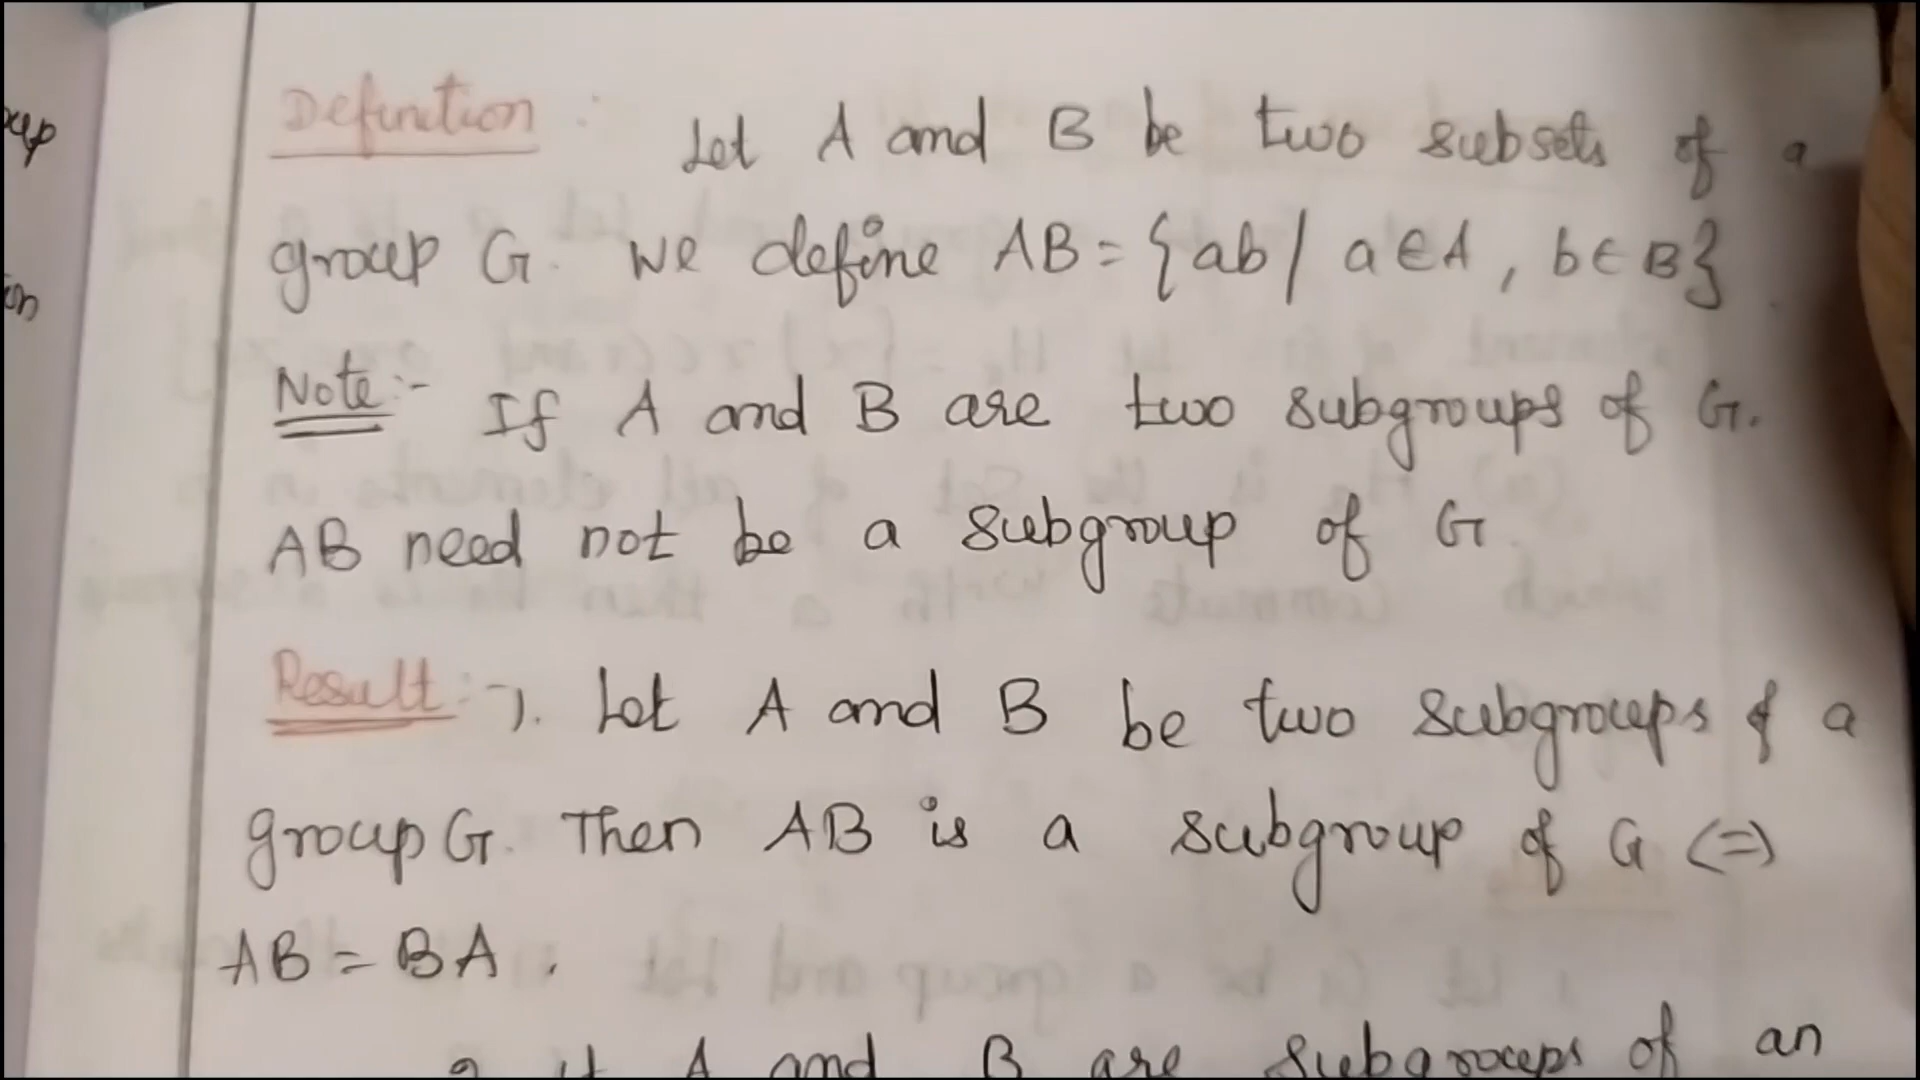 Definition : Let A and B be two subsets of a
group G. We define AB = {ab / a∈A, b∈B}.
Note:- If A and B are two subgroups of G.
AB need not be a subgroup of G
Result:- 1. Let A and B be two subgroups of a
group G. Then AB is a subgroup of G <=>
AB = BA.
2. if A and B are subgroups of an